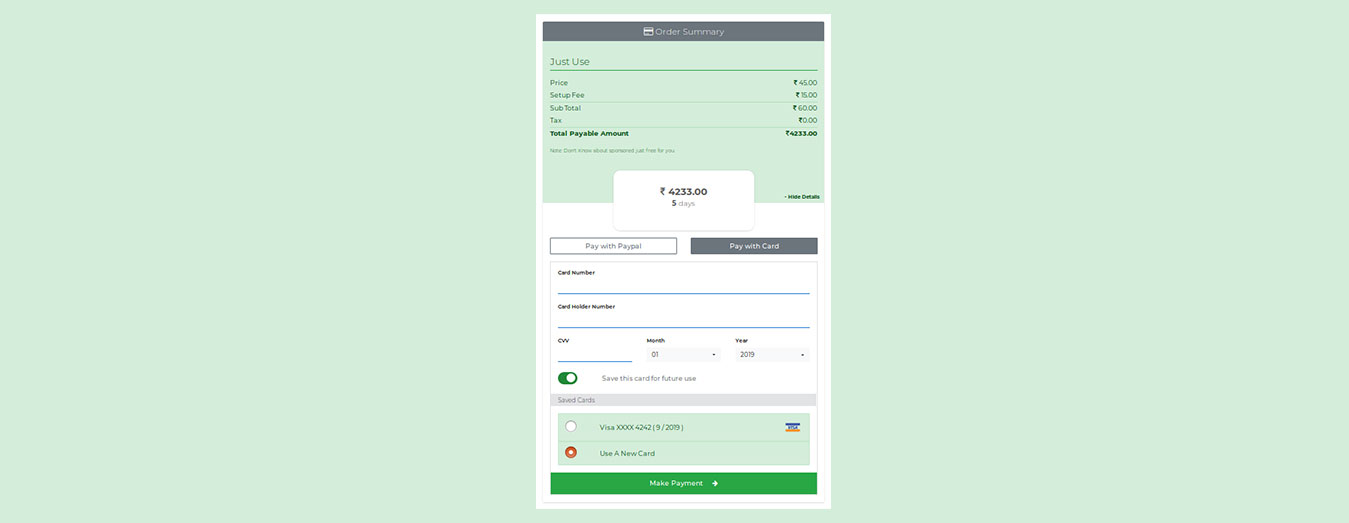 Order Summary
Just Use
Price ₹ 45.00
Setup Fee ₹ 15.00
Sub Total ₹ 60.00
Tax ₹0.00
Total Payable Amount ₹4233.00
Note: Don't Know about sponsored just free for you
₹ 4233.00
5 days
- Hide Details
Pay with Paypal Pay with Card
Card Number
Card Holder Number
CVV Month Year
01 2019
Save this card for future use
Saved Cards
Visa XXXX 4242 ( 9 / 2019 ) VISA
Use A New Card
Make Payment